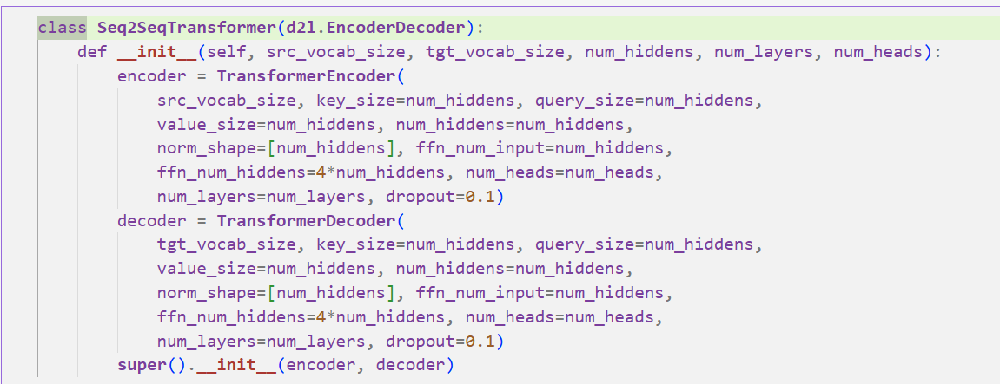 class Seq2SeqTransformer(d2l.EncoderDecoder):
    def __init__(self, src_vocab_size, tgt_vocab_size, num_hiddens, num_layers, num_heads):
        encoder = TransformerEncoder(
            src_vocab_size, key_size=num_hiddens, query_size=num_hiddens,
            value_size=num_hiddens, num_hiddens=num_hiddens,
            norm_shape=[num_hiddens], ffn_num_input=num_hiddens,
            ffn_num_hiddens=4*num_hiddens, num_heads=num_heads,
            num_layers=num_layers, dropout=0.1)
        decoder = TransformerDecoder(
            tgt_vocab_size, key_size=num_hiddens, query_size=num_hiddens,
            value_size=num_hiddens, num_hiddens=num_hiddens,
            norm_shape=[num_hiddens], ffn_num_input=num_hiddens,
            ffn_num_hiddens=4*num_hiddens, num_heads=num_heads,
            num_layers=num_layers, dropout=0.1)
        super().__init__(encoder, decoder)